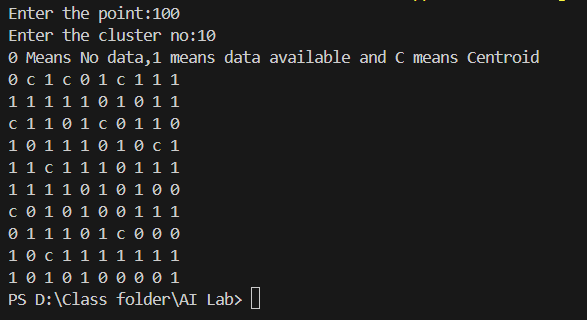 Enter the point:100
Enter the cluster no:10
0 Means No data,1 means data available and C means Centroid
0 c 1 c 0 1 c 1 1 1
1 1 1 1 1 0 1 0 1 1
c 1 1 0 1 c 0 1 1 0
1 0 1 1 1 0 1 0 c 1
1 1 c 1 1 1 0 1 1 1
1 1 1 1 0 1 0 1 0 0
c 0 1 0 1 0 0 1 1 1
0 1 1 1 0 1 c 0 0 0
1 0 c 1 1 1 1 1 1 1
1 0 1 0 1 0 0 0 0 1
PS D:\Class folder\AI Lab>